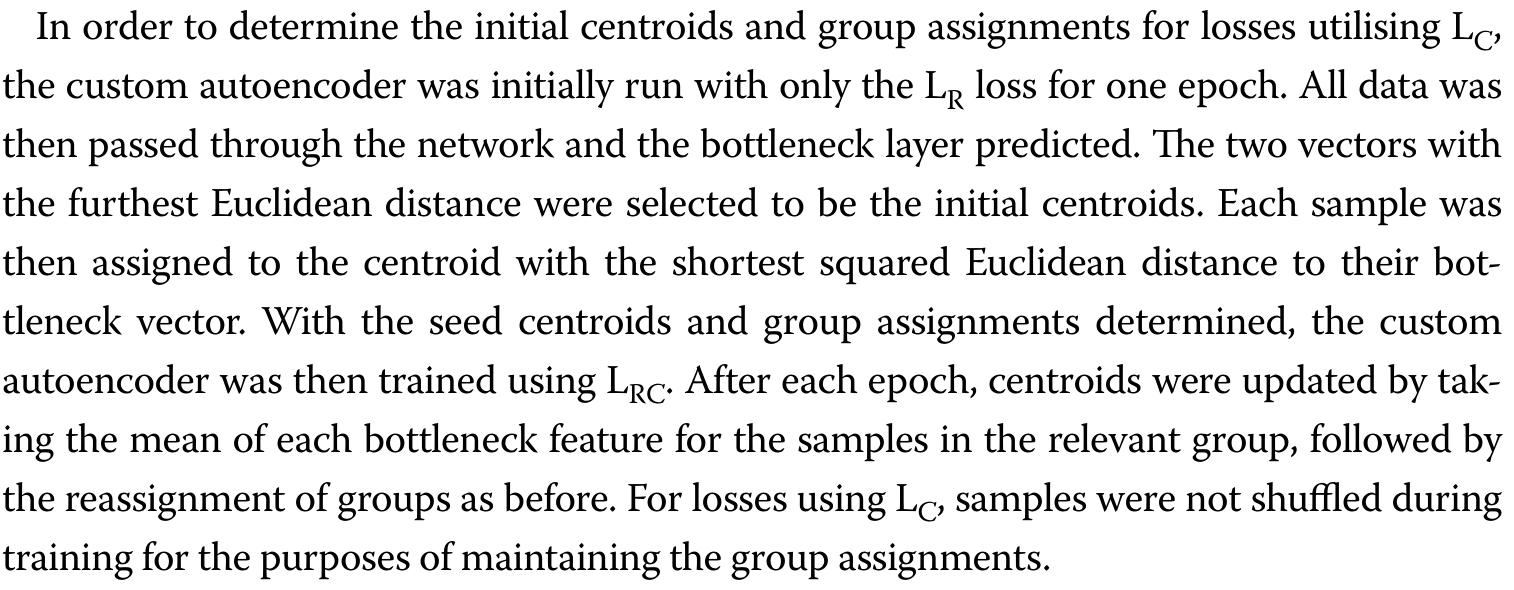 In order to determine the initial centroids and group assignments for losses utilising L_C,
the custom autoencoder was initially run with only the L_R loss for one epoch. All data was
then passed through the network and the bottleneck layer predicted. The two vectors with
the furthest Euclidean distance were selected to be the initial centroids. Each sample was
then assigned to the centroid with the shortest squared Euclidean distance to their bot-
tleneck vector. With the seed centroids and group assignments determined, the custom
autoencoder was then trained using L_RC. After each epoch, centroids were updated by tak-
ing the mean of each bottleneck feature for the samples in the relevant group, followed by
the reassignment of groups as before. For losses using L_C, samples were not shuffled during
training for the purposes of maintaining the group assignments.